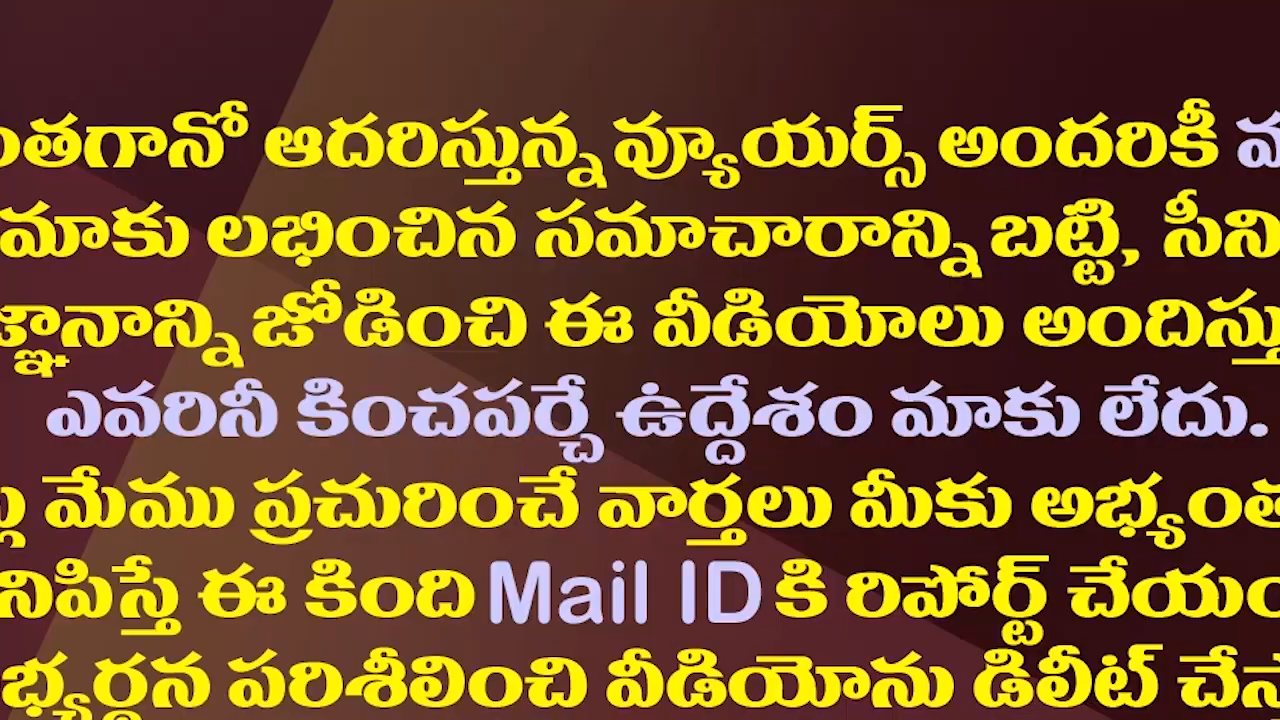 ంతగానో ఆదరిస్తున్న వ్యూయర్స్ అందరికీ
మాకు లభించిన సమాచారాన్ని బట్టి, సీని
జ్ఞానాన్ని జోడించి ఈ వీడియోలు అందిస్తు
ఎవరినీ కించపర్చే ఉద్దేశం మాకు లేదు.
మేము ప్రచురించే వార్తలు మీకు అభ్యంత
నిపిస్తే ఈ కింది Mail ID కి రిపోర్ట్ చేయం
భ్యర్థన పరిశీలించి వీడియోను డిలీట్ చేస